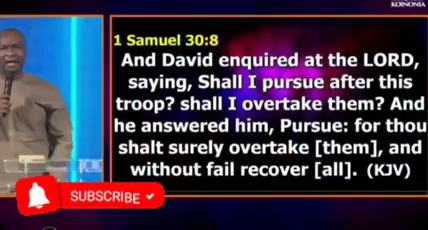 KOINONIA
1 Samuel 30:8
And David enquired at the LORD,
saying, Shall I pursue after this
troop? shall I overtake them? And
he answered him, Pursue: for thou
shalt surely overtake [them], and
without fail recover [all]. (KJV)
SUBSCRIBE